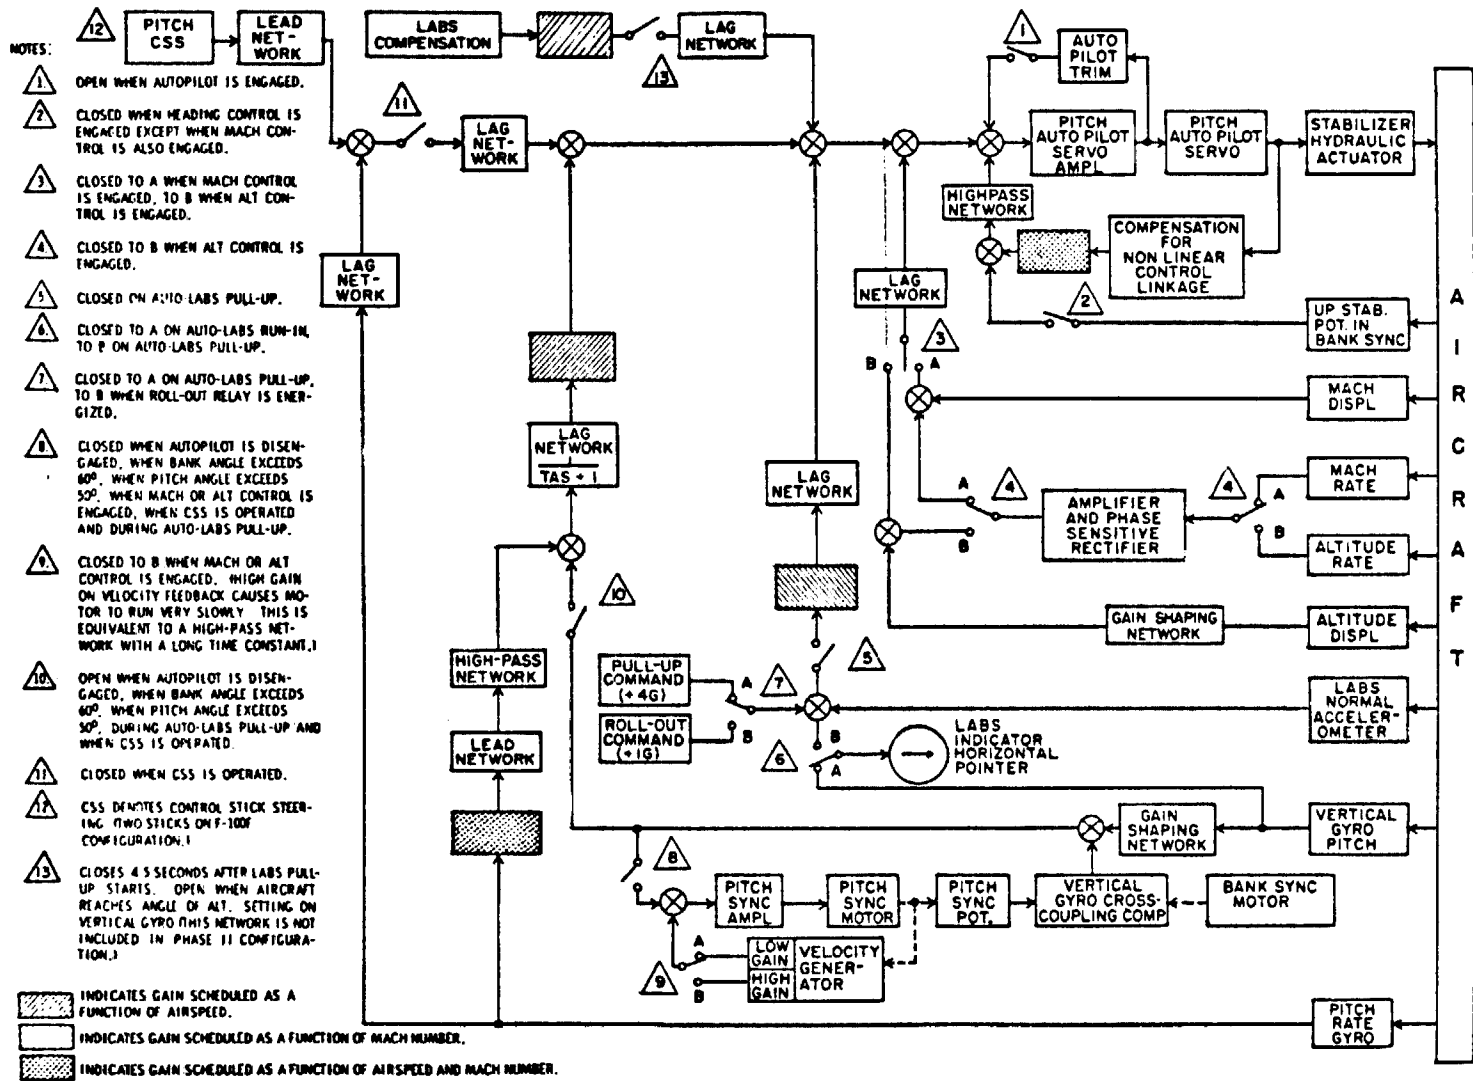 NOTES:
1. OPEN WHEN AUTOPILOT IS ENGAGED.
2. CLOSED WHEN HEADING CONTROL IS
ENGAGED EXCEPT WHEN MACH CON-
TROL IS ALSO ENGAGED.
3. CLOSED TO A WHEN MACH CONTROL
IS ENGAGED, TO B WHEN ALT CON-
TROL IS ENGAGED.
4. CLOSED TO B WHEN ALT CONTROL IS
ENGAGED.
5. CLOSED ON AUTO-LABS PULL-UP.
6. CLOSED TO A ON AUTO-LABS RUN-IN,
TO B ON AUTO-LABS PULL-UP.
7. CLOSED TO A ON AUTO-LABS PULL-UP,
TO B WHEN ROLL-OUT RELAY IS ENER-
GIZED.
8. CLOSED WHEN AUTOPILOT IS DISEN-
GAGED, WHEN BANK ANGLE EXCEEDS
60°, WHEN PITCH ANGLE EXCEEDS
50°, WHEN MACH OR ALT CONTROL IS
ENGAGED, WHEN CSS IS OPERATED
AND DURING AUTO-LABS PULL-UP.
9. CLOSED TO B WHEN MACH OR ALT
CONTROL IS ENGAGED. (HIGH GAIN
ON VELOCITY FEEDBACK CAUSES MO-
TOR TO RUN VERY SLOWLY THIS IS
EQUIVALENT TO A HIGH-PASS NET-
WORK WITH A LONG TIME CONSTANT.)
10. OPEN WHEN AUTOPILOT IS DISEN-
GAGED, WHEN BANK ANGLE EXCEEDS
60°, WHEN PITCH ANGLE EXCEEDS
50°, DURING AUTO-LABS PULL-UP AND
WHEN CSS IS OPERATED.
11. CLOSED WHEN CSS IS OPERATED.
12. CSS DENOTES CONTROL STICK STEER-
ING (TWO STICKS ON F-100F
CONFIGURATION.)
13. CLOSES 4.5 SECONDS AFTER LABS PULL-
UP STARTS. OPEN WHEN AIRCRAFT
REACHES ANGLE OF ALT. SETTING ON
VERTICAL GYRO (THIS NETWORK IS NOT
INCLUDED IN PHASE II CONFIGURA-
TION.)
INDICATES GAIN SCHEDULED AS A
FUNCTION OF AIRSPEED.
INDICATES GAIN SCHEDULED AS A FUNCTION OF MACH NUMBER.
INDICATES GAIN SCHEDULED AS A FUNCTION OF AIRSPEED AND MACH NUMBER.
12
PITCH
CSS
LEAD
NET-
WORK
LABS
COMPENSATION
13
LAG
NETWORK
1
AUTO
PILOT
TRIM
11
LAG
NET-
WORK
PITCH
AUTO PILOT
SERVO
AMPL
PITCH
AUTO PILOT
SERVO
STABILIZER
HYDRAULIC
ACTUATOR
HIGHPASS
NETWORK
COMPENSATION
FOR
NON LINEAR
CONTROL
LINKAGE
LAG
NET-
WORK
LAG
NETWORK
2
UP STAB.
POT. IN
BANK SYNC
3
B
A
MACH
DISPL
LAG
NETWORK
TAS + 1
LAG
NETWORK
A
4
B
AMPLIFIER
AND PHASE
SENSITIVE
RECTIFIER
4
A
B
MACH
RATE
ALTITUDE
RATE
10
GAIN SHAPING
NETWORK
ALTITUDE
DISPL
HIGH-PASS
NETWORK
PULL-UP
COMMAND
(+4G)
ROLL-OUT
COMMAND
(+1G)
7
A
B
5
LEAD
NETWORK
6
B
A
LABS
INDICATOR
HORIZONTAL
POINTER
LABS
NORMAL
ACCELER-
OMETER
GAIN
SHAPING
NETWORK
VERTICAL
GYRO
PITCH
8
PITCH
SYNC
AMPL
PITCH
SYNC
MOTOR
PITCH
SYNC
POT.
VERTICAL
GYRO CROSS-
COUPLING COMP
BANK SYNC
MOTOR
9
A
B
LOW
GAIN
HIGH
GAIN
VELOCITY
GENER-
ATOR
PITCH
RATE
GYRO
A
I
R
C
R
A
F
T